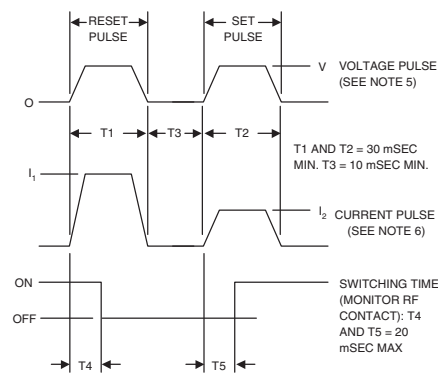 RESET
PULSE
SET
PULSE
V
VOLTAGE PULSE
(SEE NOTE 5)
O
T1
T3
T2
T1 AND T2 = 30 mSEC
MIN. T3 = 10 mSEC MIN.
I1
I2
CURRENT PULSE
(SEE NOTE 6)
ON
OFF
SWITCHING TIME
(MONITOR RF
CONTACT): T4
AND T5 = 20
mSEC MAX
T4
T5